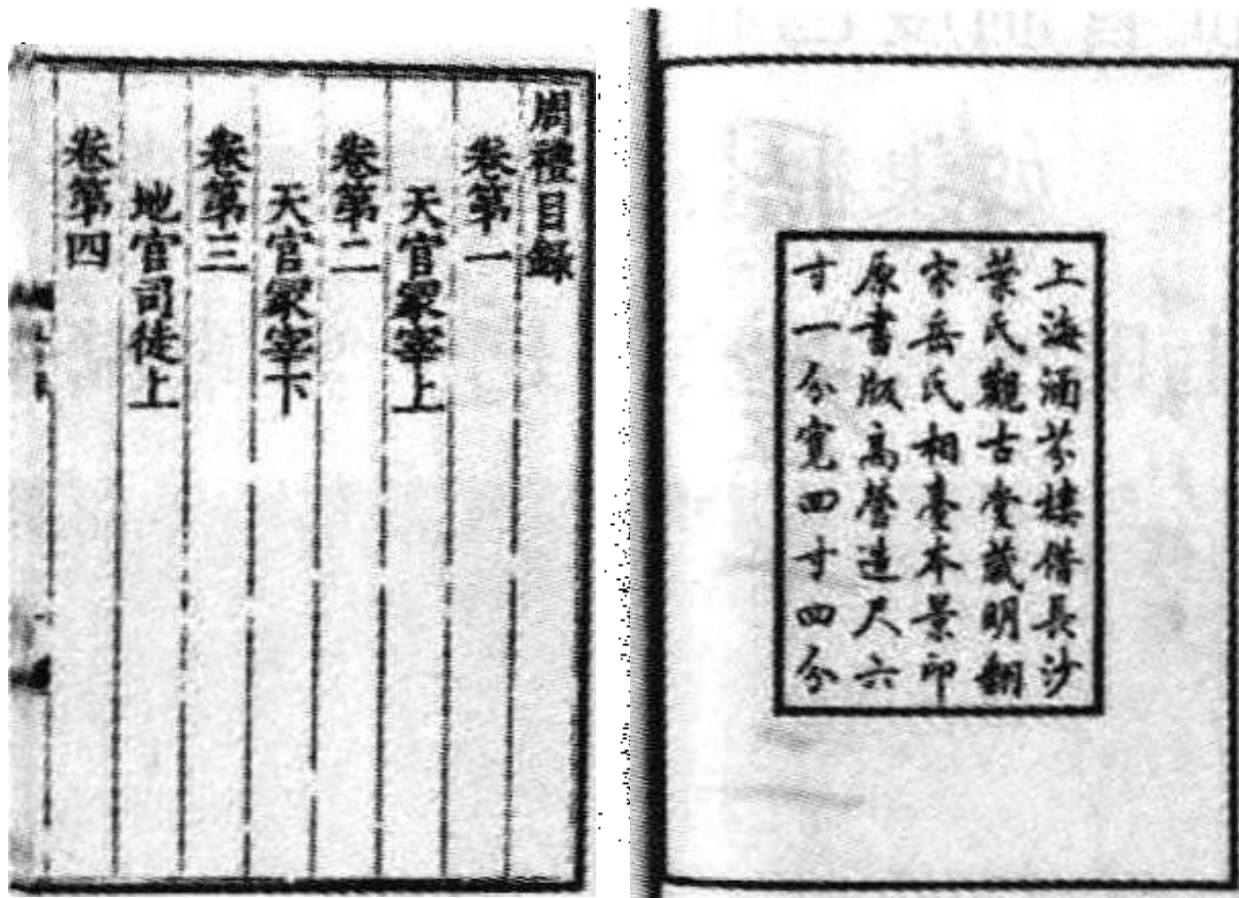 上海涵芬樓借長沙
葉氏觀古堂藏明翻
宋岳氏相臺本景印
原書版高營造尺六
寸一分寬四寸四分
周禮目錄
卷第一
天官冢宰上
卷第二
天官冢宰下
卷第三
地官司徒上
卷第四